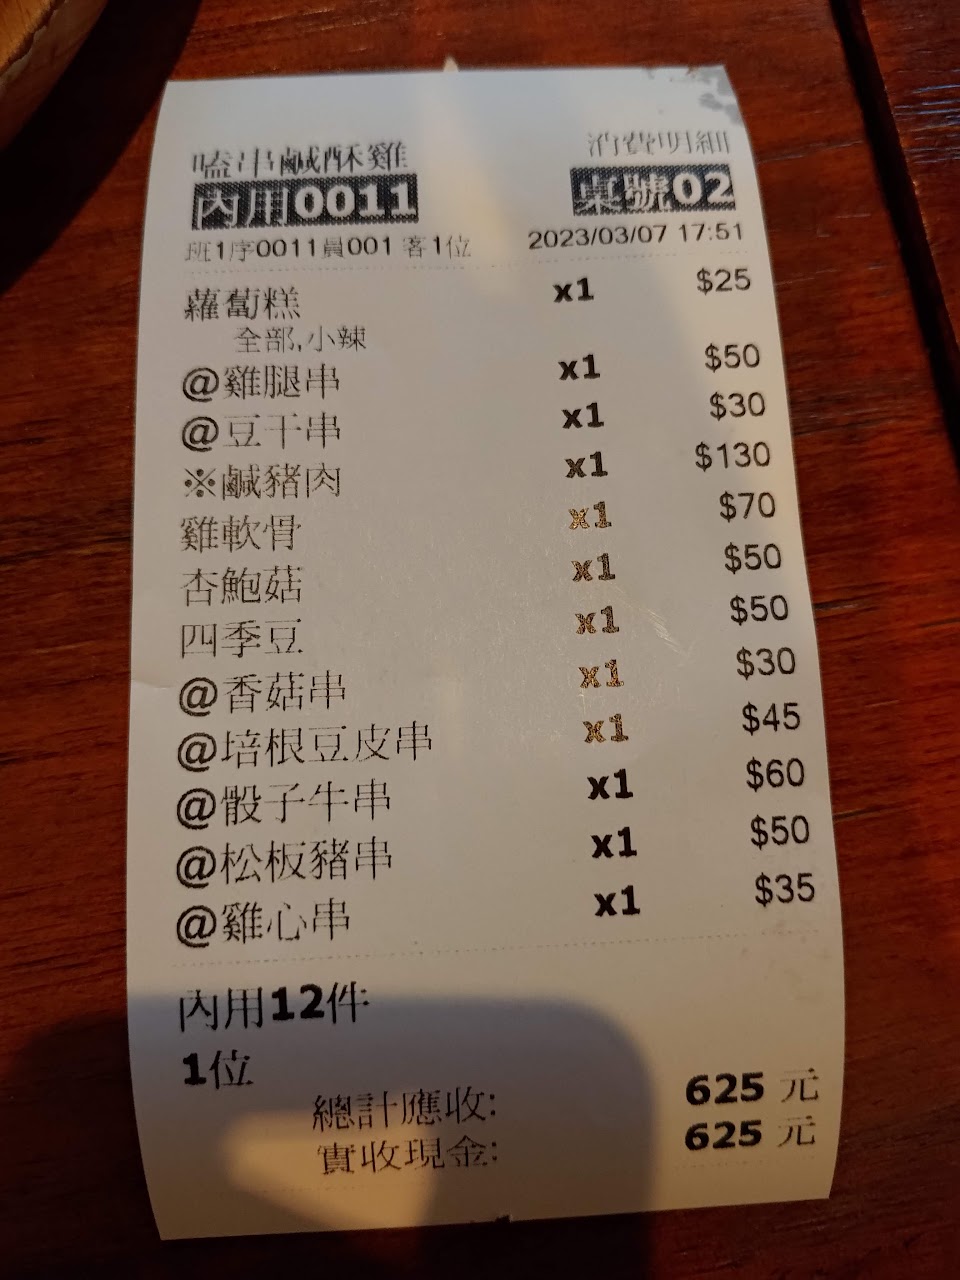 嗑串鹹酥雞 消費明細
內用0011 桌號02
班1序0011員001 客1位 2023/03/07 17:51
蘿蔔糕 x1 $25
全部,小辣
@雞腿串 x1 $50
@豆干串 x1 $30
※鹹豬肉 x1 $130
雞軟骨 x1 $70
杏鮑菇 x1 $50
四季豆 x1 $50
@香菇串 x1 $30
@培根豆皮串 x1 $45
@骰子牛串 x1 $60
@松板豬串 x1 $50
@雞心串 x1 $35
內用12件
1位
總計應收: 625 元
實收現金: 625 元